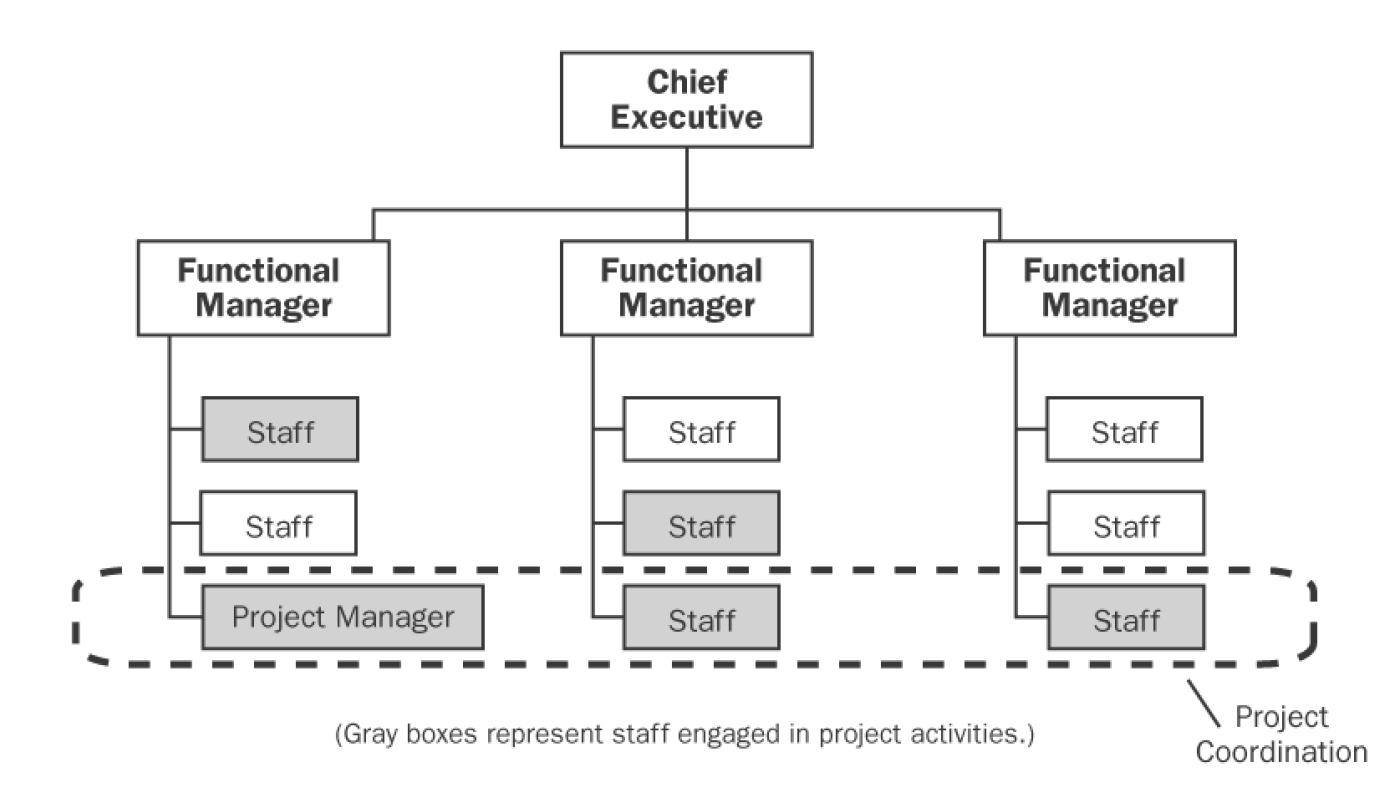 Chief
Executive
Functional
Manager
Functional
Manager
Functional
Manager
Staff
Staff
Staff
Staff
Staff
Staff
Project Manager
Staff
Staff
(Gray boxes represent staff engaged in project activities.)
Project
Coordination